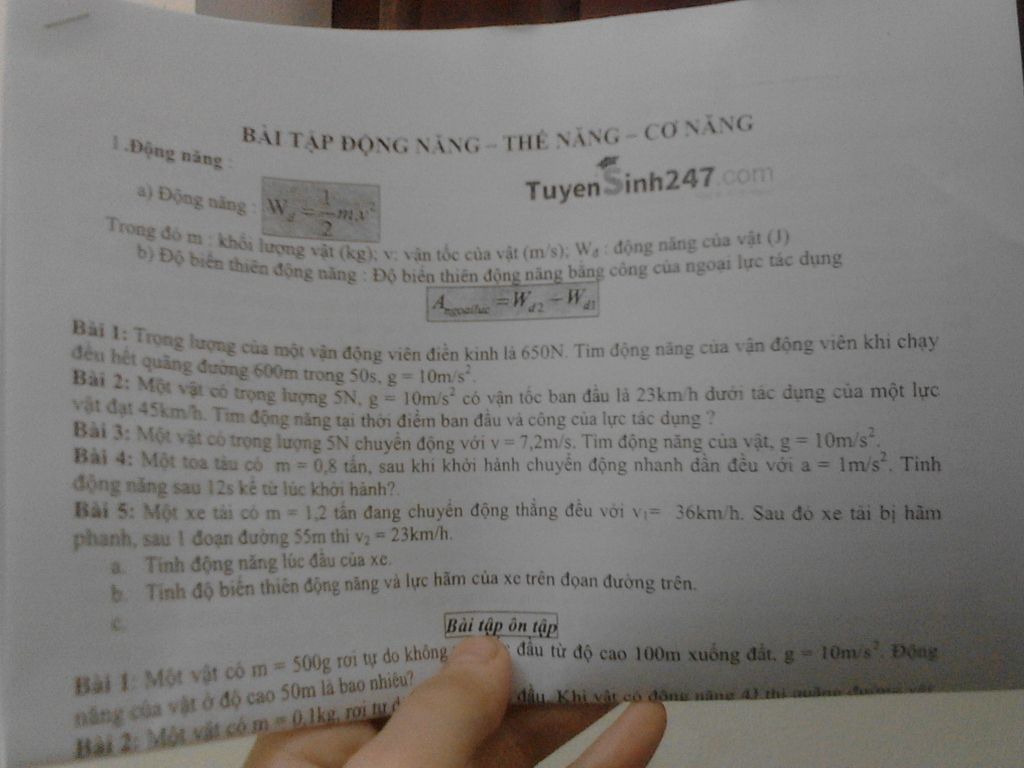 BÀI TẬP ĐỘNG NĂNG – THẾ NĂNG – CƠ NĂNG
1.Động năng :
TuyenSinh247.com
a) Động năng : W_đ = 1/2 m.v²
Trong đó m : khối lượng vật (kg); v: vận tốc của vật (m/s); Wđ : động năng của vật (J)
b) Độ biến thiên động năng : Độ biến thiên động năng bằng công của ngoại lực tác dụng
A_ngoailuc = W_đ2 – W_đ1
Bài 1: Trọng lượng của một vận động viên điền kinh là 650N. Tìm động năng của vận động viên khi chạy
đều hết quãng đường 600m trong 50s, g = 10m/s².
Bài 2: Một vật có trọng lượng 5N, g = 10m/s² có vận tốc ban đầu là 23km/h dưới tác dụng của một lực
vật đạt 45km/h. Tìm động năng tại thời điểm ban đầu và công của lực tác dụng ?
Bài 3: Một vật có trọng lượng 5N chuyển động với v = 7,2m/s. Tìm động năng của vật, g = 10m/s².
Bài 4: Một toa tàu có m = 0,8 tấn, sau khi khởi hành chuyển động nhanh dần đều với a = 1m/s². Tính
động năng sau 12s kể từ lúc khởi hành?.
Bài 5: Một xe tải có m = 1,2 tấn đang chuyển động thẳng đều với v₁= 36km/h. Sau đó xe tải bị hãm
phanh, sau 1 đoạn đường 55m thì v₂ = 23km/h.
a. Tính động năng lúc đầu của xe.
b. Tính độ biến thiên động năng và lực hãm của xe trên đọan đường trên.
c.
Bài tập ôn tập
Bài 1: Một vật có m = 500g rơi tự do không đầu từ độ cao 100m xuống đất, g = 10m/s². Động
năng của vật ở độ cao 50m là bao nhiêu?
Bài 2: Một vật có m = 0,1kg, rơi tự đầu. Khi vật có động năng 4J thì quãng đường vật